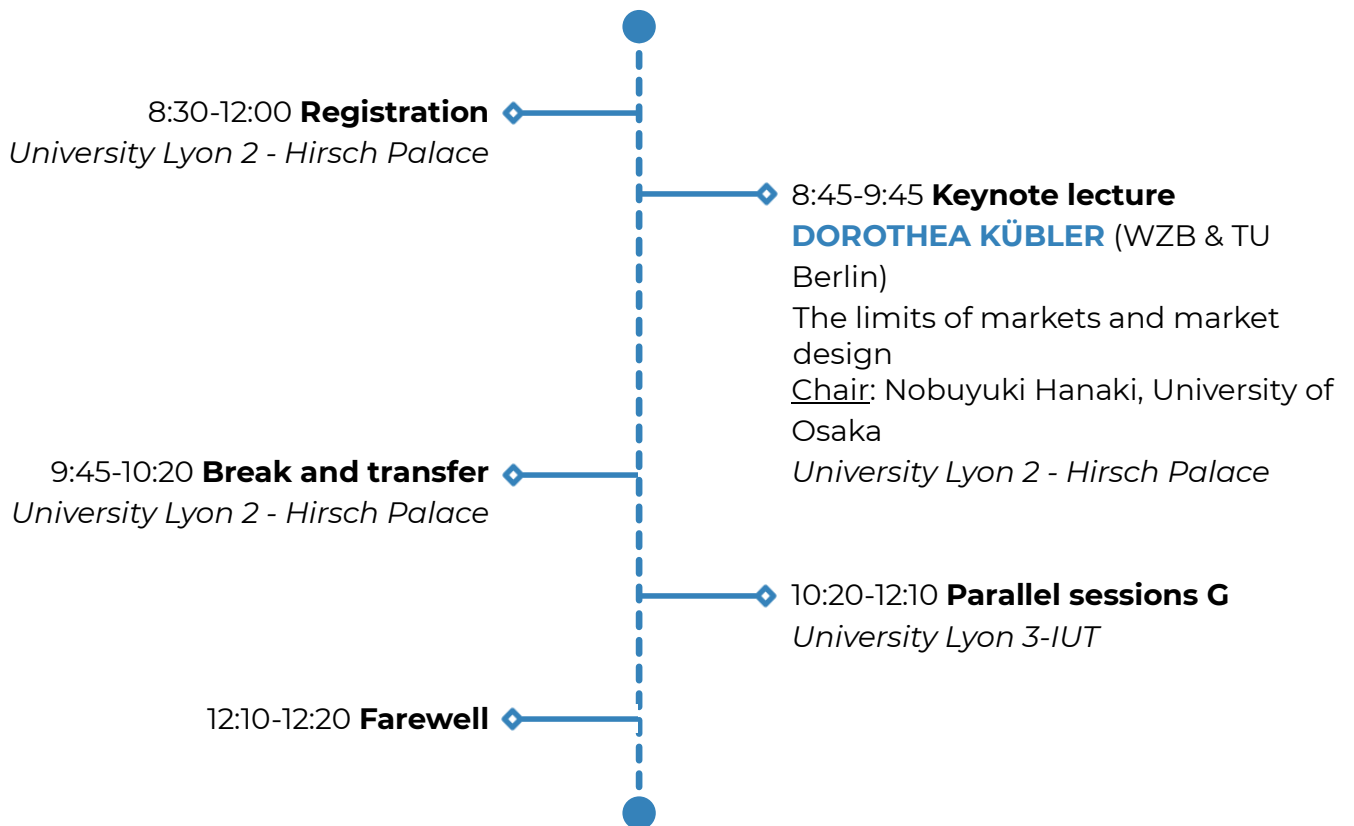 8:30-12:00 Registration
University Lyon 2 - Hirsch Palace
8:45-9:45 Keynote lecture
DOROTHEA KÜBLER (WZB & TU
Berlin)
The limits of markets and market
design
Chair: Nobuyuki Hanaki, University of
Osaka
University Lyon 2 - Hirsch Palace
9:45-10:20 Break and transfer
University Lyon 2 - Hirsch Palace
10:20-12:10 Parallel sessions G
University Lyon 3-IUT
12:10-12:20 Farewell